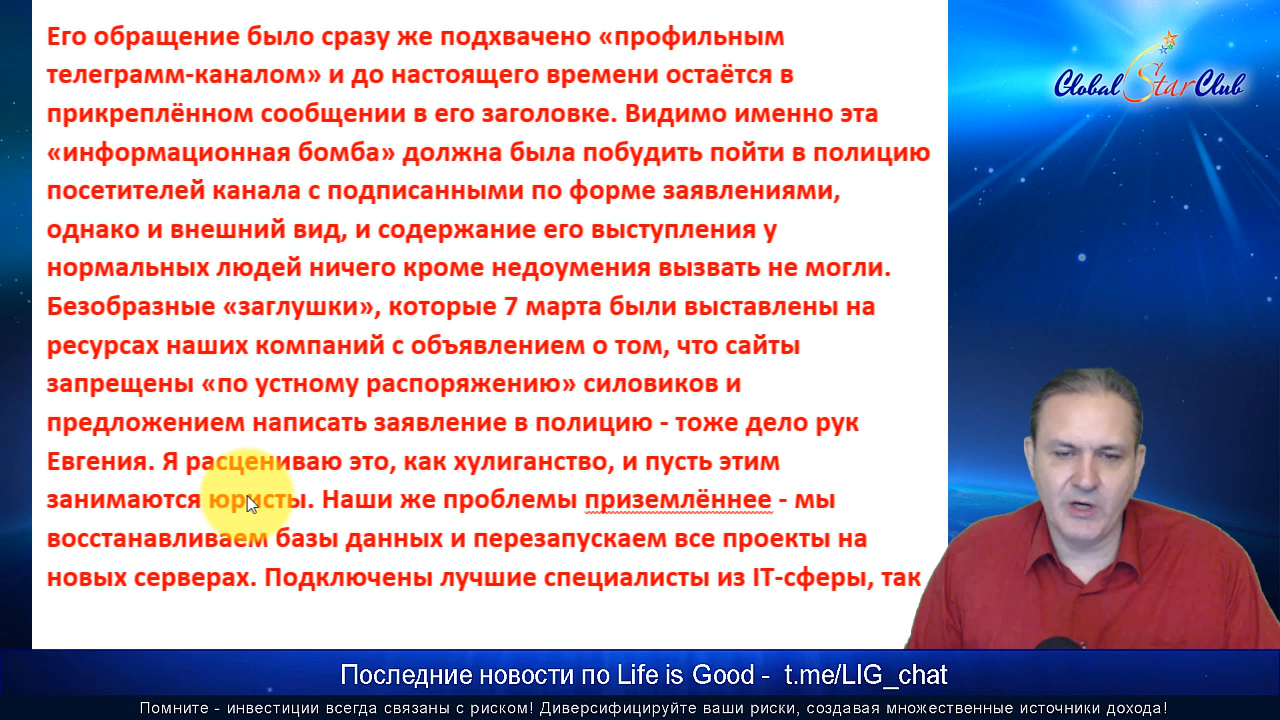 Его обращение было сразу же подхвачено «профильным
телеграмм-каналом» и до настоящего времени остаётся в
прикреплённом сообщении в его заголовке. Видимо именно эта
«информационная бомба» должна была побудить пойти в полицию
посетителей канала с подписанными по форме заявлениями,
однако и внешний вид, и содержание его выступления у
нормальных людей ничего кроме недоумения вызвать не могли.
Безобразные «заглушки», которые 7 марта были выставлены на
ресурсах наших компаний с объявлением о том, что сайты
запрещены «по устному распоряжению» силовиков и
предложением написать заявление в полицию - тоже дело рук
Евгения. Я расцениваю это, как хулиганство, и пусть этим
занимаются юристы. Наши же проблемы приземлённее - мы
восстанавливаем базы данных и перезапускаем все проекты на
новых серверах. Подключены лучшие специалисты из IT-сферы, так
Global Star Club
Последние новости по Life is Good - t.me/LIG_chat
Помните - инвестиции всегда связаны с риском! Диверсифицируйте ваши риски, создавая множественные источники дохода!